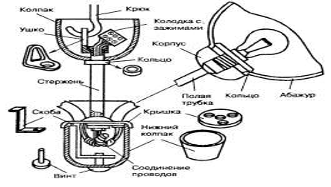 Колпак
Крюк
Ушко
Колодка с
зажимами
Корпус
Кольцо
Стержень
Полая
трубка
Кольцо
Абажур
Скоба
Крышка
Нижний
колпак
Соединение
проводов
Винт